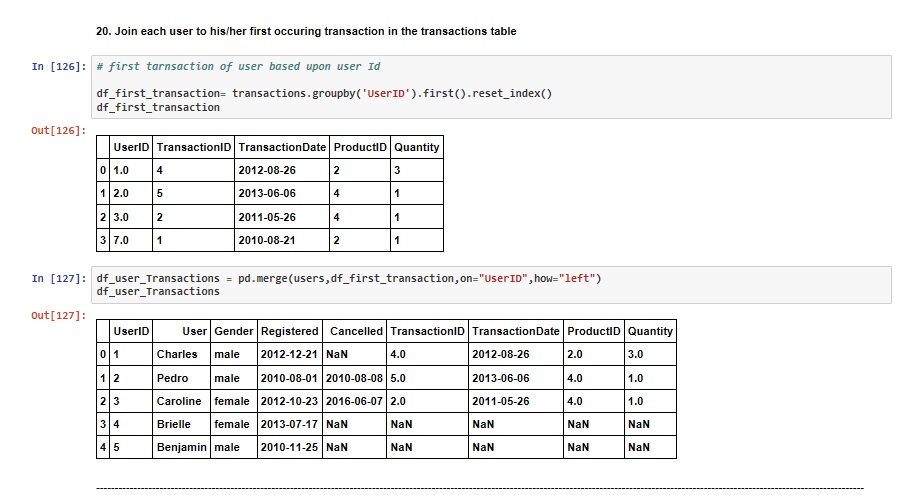 20. Join each user to his/her first occuring transaction in the transactions table
In [126]: # first tarnsaction of user based upon user Id
df_first_transaction= transactions.groupby('UserID').first().reset_index()
df_first_transaction
Out[126]:
UserID TransactionID TransactionDate ProductID Quantity
0 1.0 4 2012-08-26 2 3
1 2.0 5 2013-06-06 4 1
2 3.0 2 2011-05-26 4 1
3 7.0 1 2010-08-21 2 1
In [127]: df_user_Transactions = pd.merge(users,df_first_transaction,on="UserID",how="left")
df_user_Transactions
Out[127]:
UserID User Gender Registered Cancelled TransactionID TransactionDate ProductID Quantity
0 1 Charles male 2012-12-21 NaN 4.0 2012-08-26 2.0 3.0
1 2 Pedro male 2010-08-01 2010-08-08 5.0 2013-06-06 4.0 1.0
2 3 Caroline female 2012-10-23 2016-06-07 2.0 2011-05-26 4.0 1.0
3 4 Brielle female 2013-07-17 NaN NaN NaN NaN NaN
4 5 Benjamin male 2010-11-25 NaN NaN NaN NaN NaN